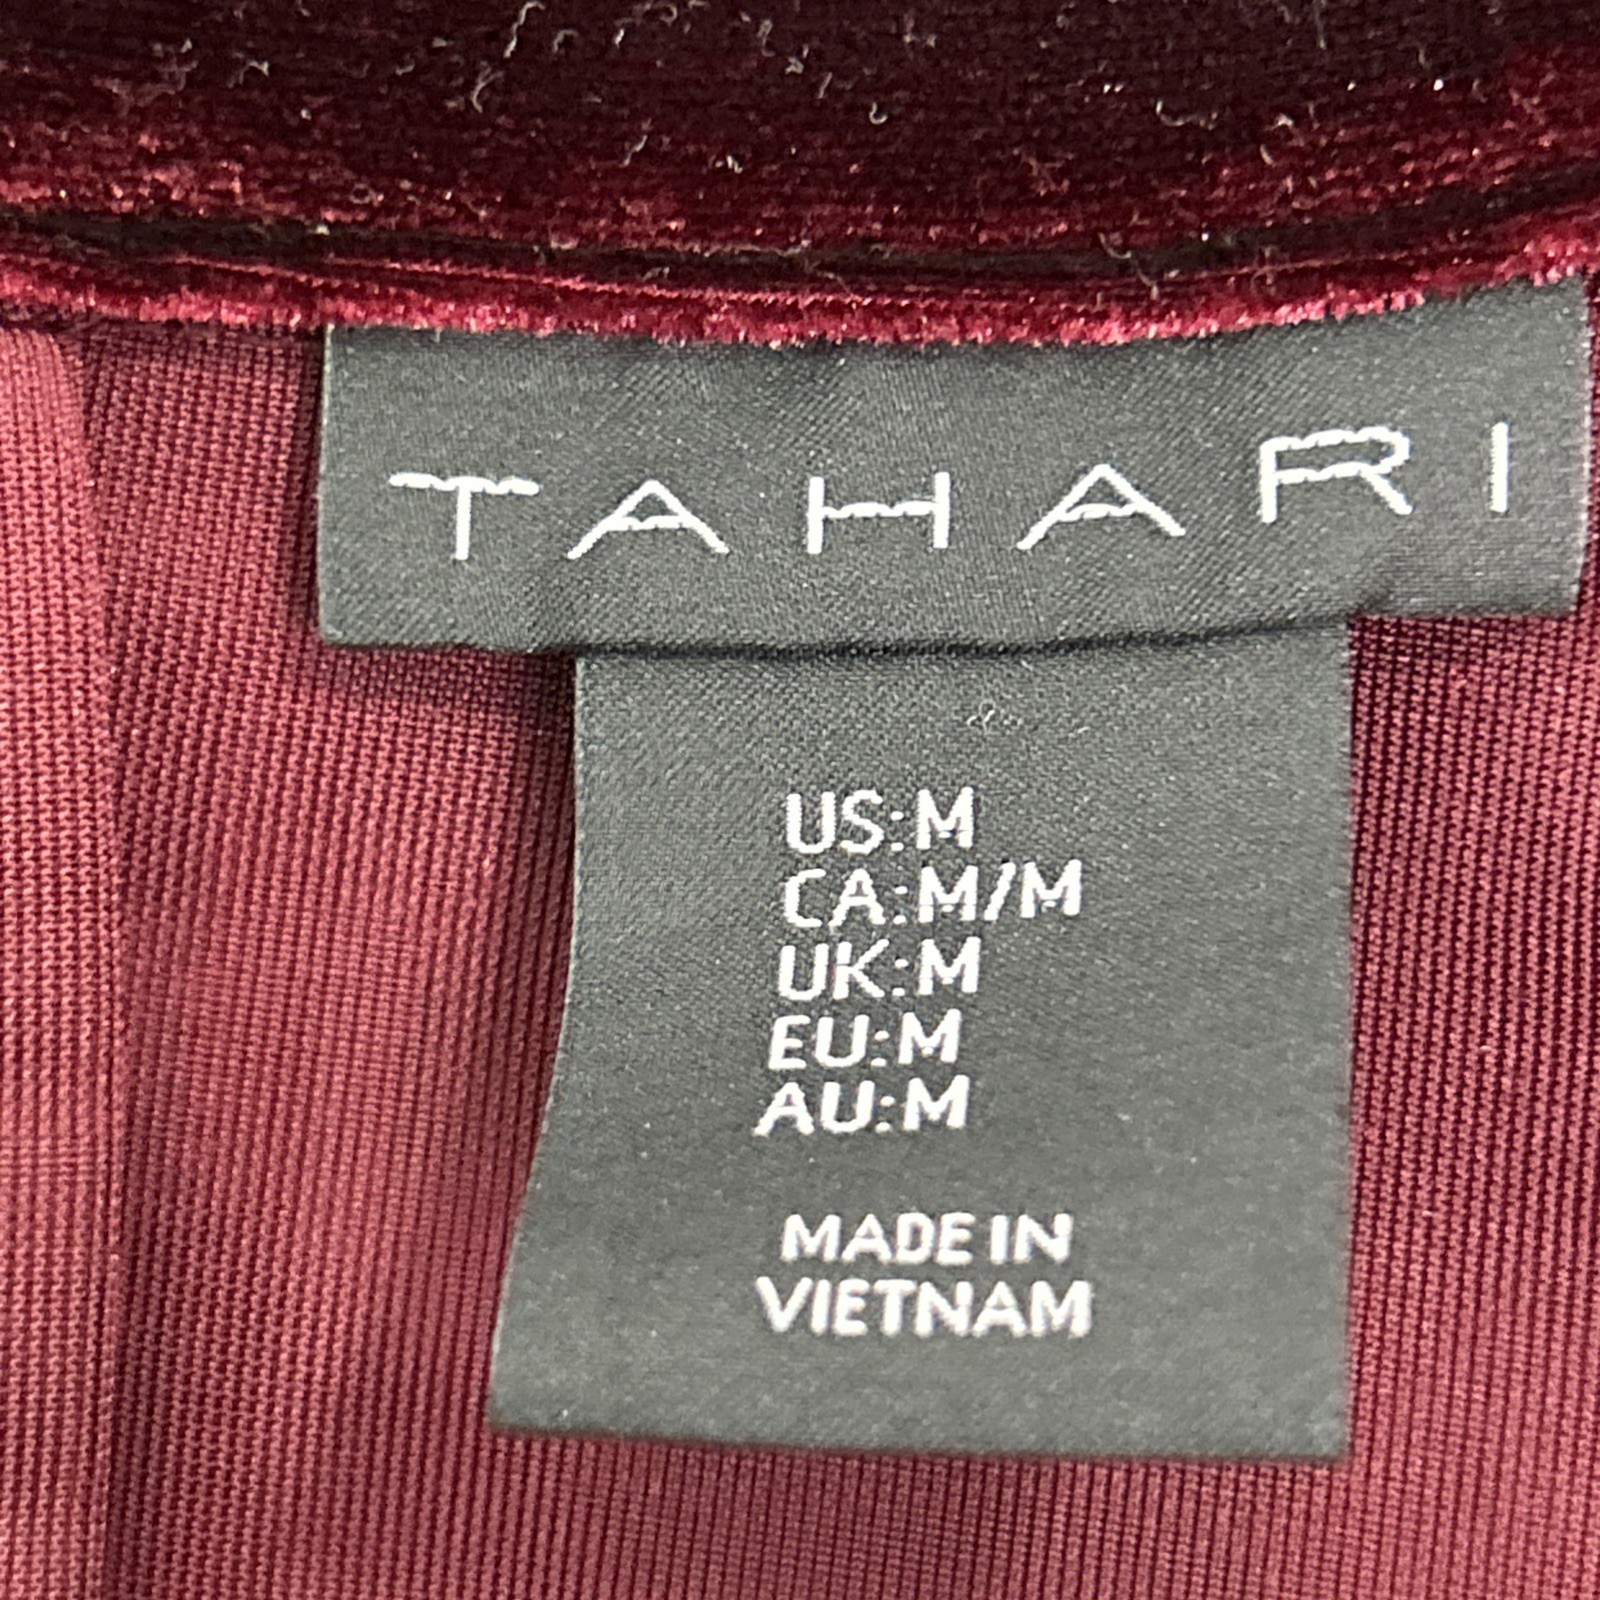 TAHARI
US:M
CA:M/M
UK:M
EU:M
AU:M
MADE IN
VIETNAM